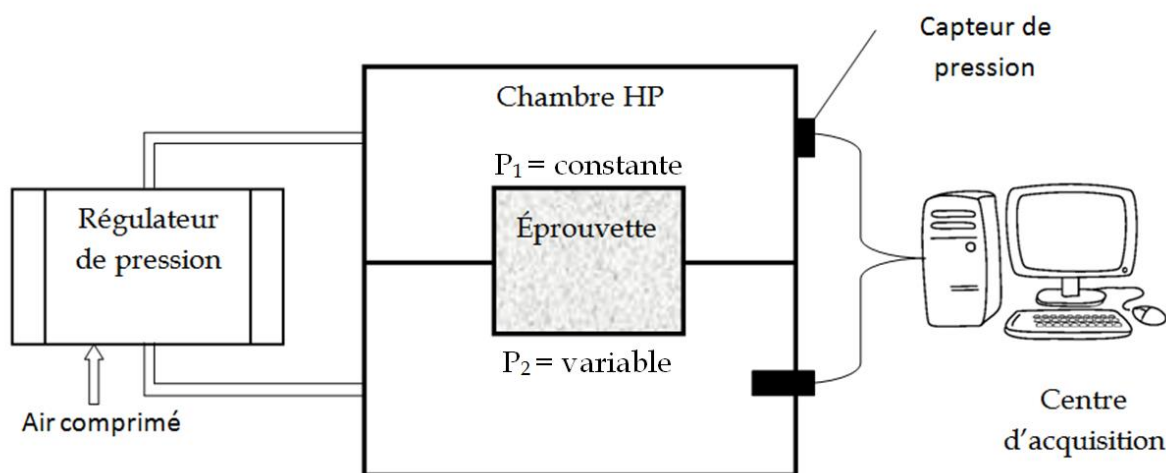 Capteur de
pression
Chambre HP
P₁ = constante
Régulateur
de pression
Éprouvette
P₂ = variable
Air comprimé
Centre
d'acquisition